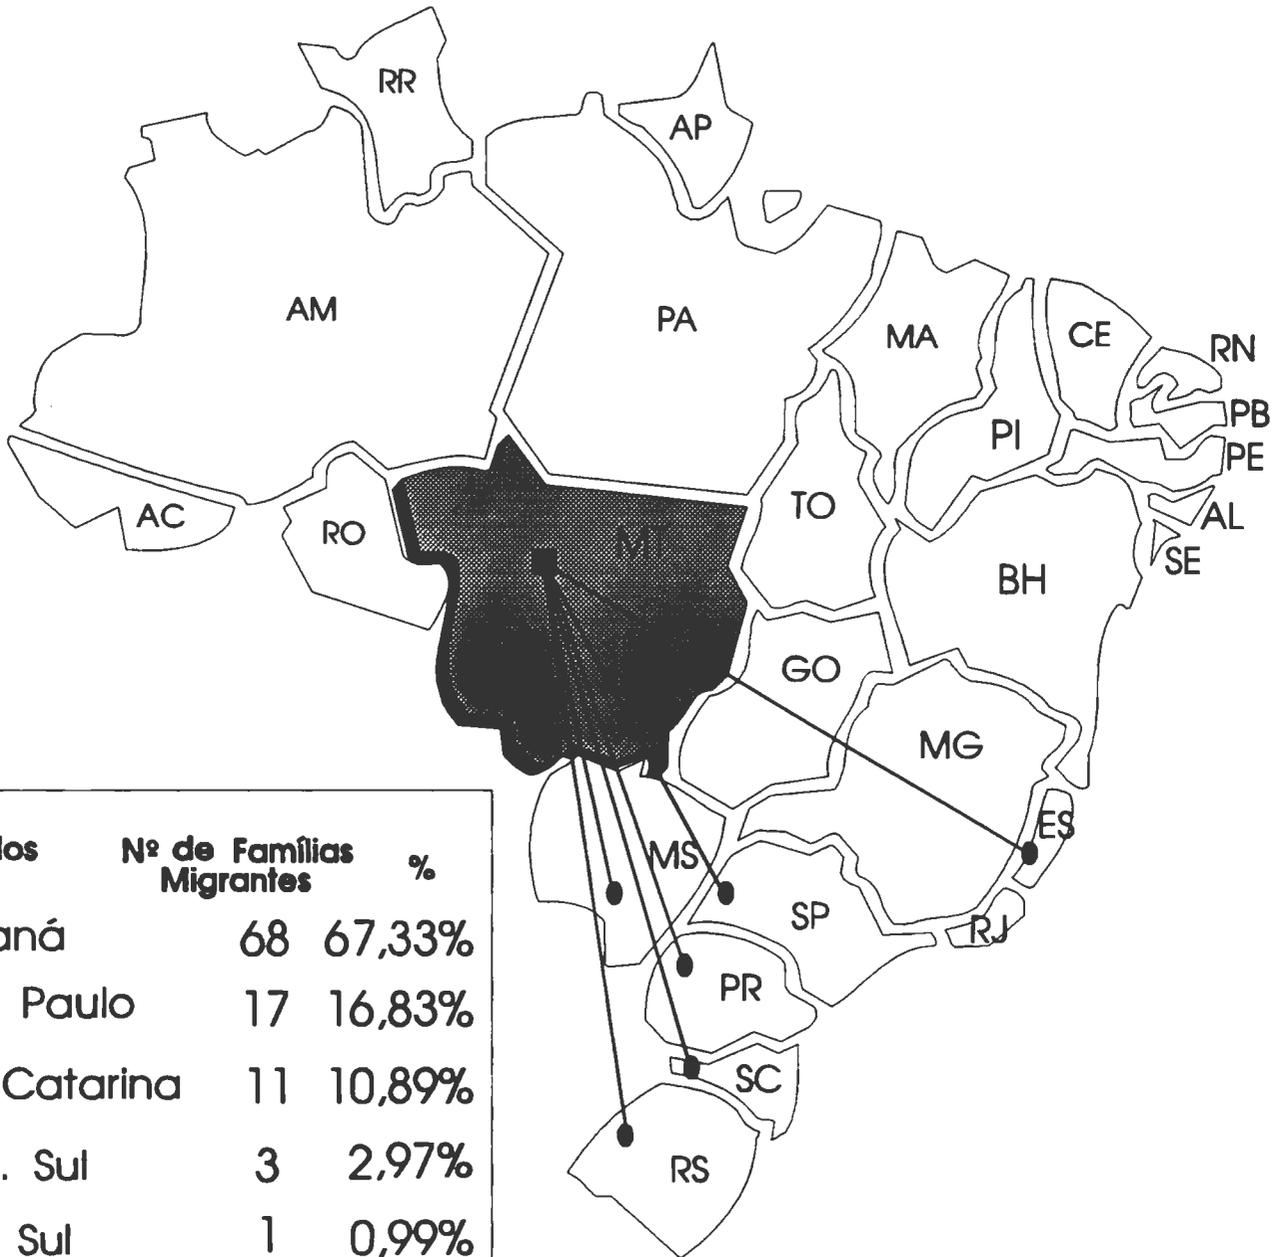 RR
AP
AM
PA
MA
CE
RN
PB
PI
PE
AC
RO
MT
TO
AL
SE
BH
GO
MG
ES
MS
SP
RJ
PR
SC
RS
Nº de Famílias %
Migrantes
68 67,33%
Paulo 17 16,83%
Catarina 11 10,89%
. Sul 3 2,97%
Sul 1 0,99%